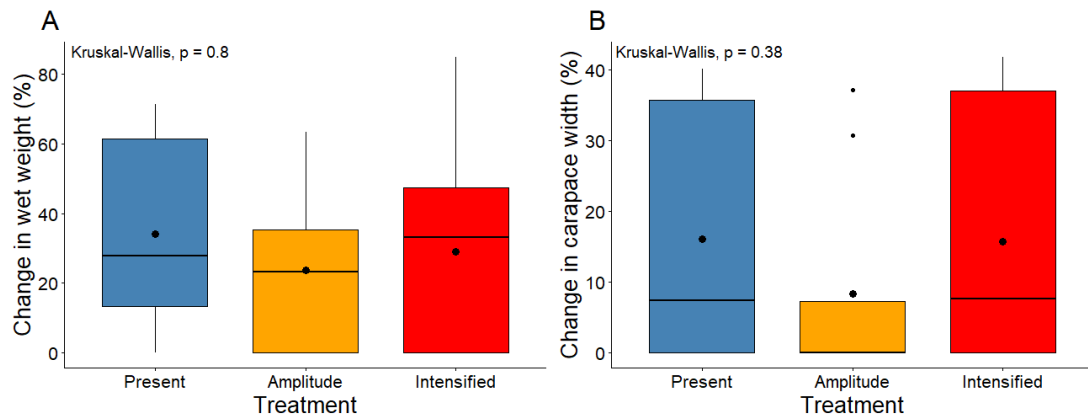 A
Kruskal-Wallis, p = 0.8
Change in wet weight (%)
80
60
40
20
0
Present
Amplitude
Intensified
Treatment
B
Kruskal-Wallis, p = 0.38
Change in carapace width (%)
40
30
20
10
0
Present
Amplitude
Intensified
Treatment